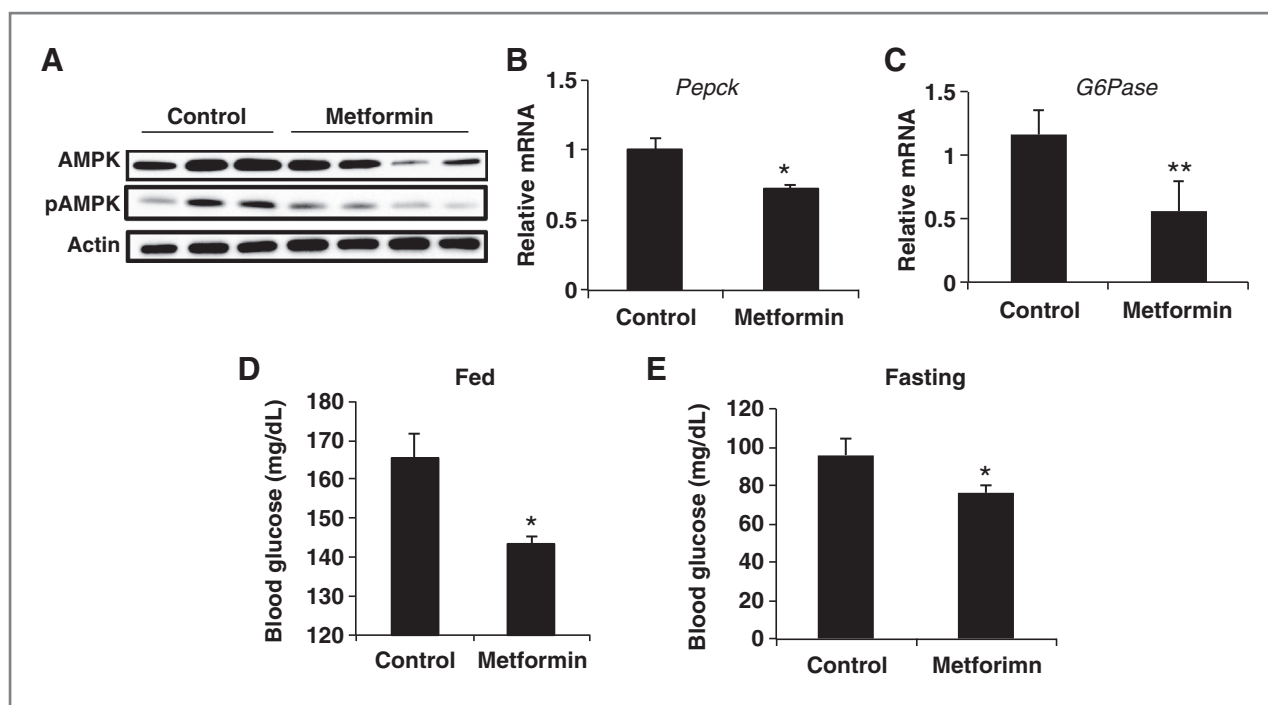 A
Control Metformin
AMPK
pAMPK
Actin
B
Pepck
Relative mRNA
1.5
1
0.5
0
*
Control Metformin
C
G6Pase
Relative mRNA
1.5
1
0.5
0
**
Control Metformin
D
Fed
Blood glucose (mg/dL)
180
170
160
150
140
130
120
*
Control Metformin
E
Fasting
Blood glucose (mg/dL)
120
100
80
60
40
20
0
*
Control Metforimn